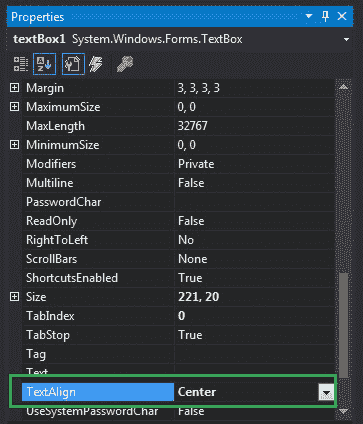 Properties
textBox1 System.Windows.Forms.TextBox
Margin 3, 3, 3, 3
MaximumSize 0, 0
MaxLength 32767
MinimumSize 0, 0
Modifiers Private
Multiline False
PasswordChar
ReadOnly False
RightToLeft No
ScrollBars None
ShortcutsEnabled True
Size 221, 20
TabIndex 0
TabStop True
Tag
Text
TextAlign Center
UseSystemPasswordChar False